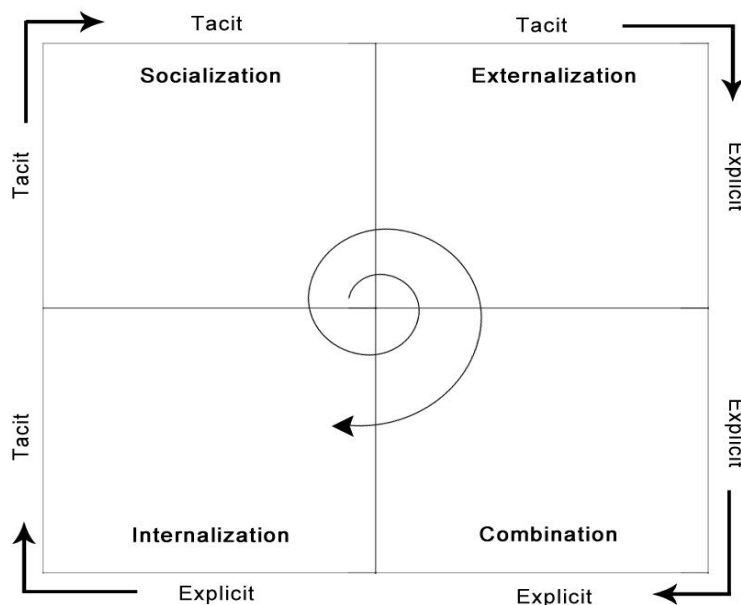 Tacit
Tacit
Socialization
Externalization
Tacit
Explicit
Tacit
Explicit
Internalization
Combination
Explicit
Explicit